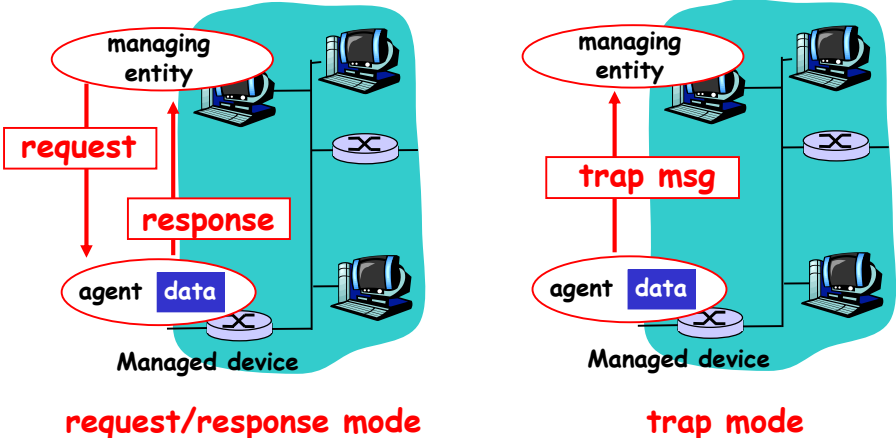 managing
entity
request
response
agent data
Managed device
request/response mode
managing
entity
trap msg
agent data
Managed device
trap mode